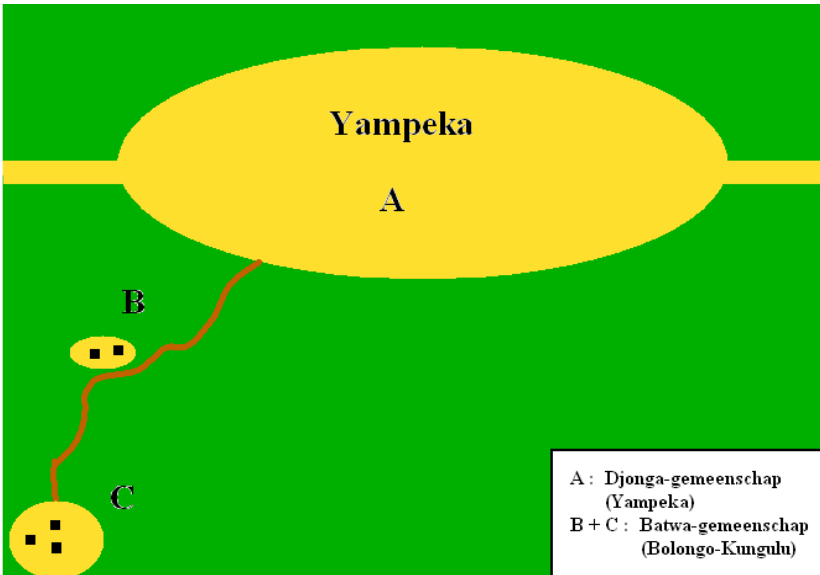 Yampeka
A
B
C
A : Djonga-gemeenschap
(Yampeka)
B + C : Batwa-gemeenschap
(Bolongo-Kungulu)